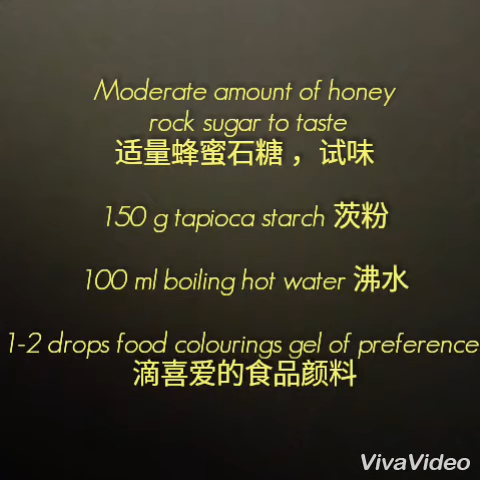 Moderate amount of honey
rock sugar to taste
适量蜂蜜石糖，试味
150 g tapioca starch 茨粉
100 ml boiling hot water 沸水
1-2 drops food colourings gel of preference
滴喜爱的食品颜料
VivaVideo